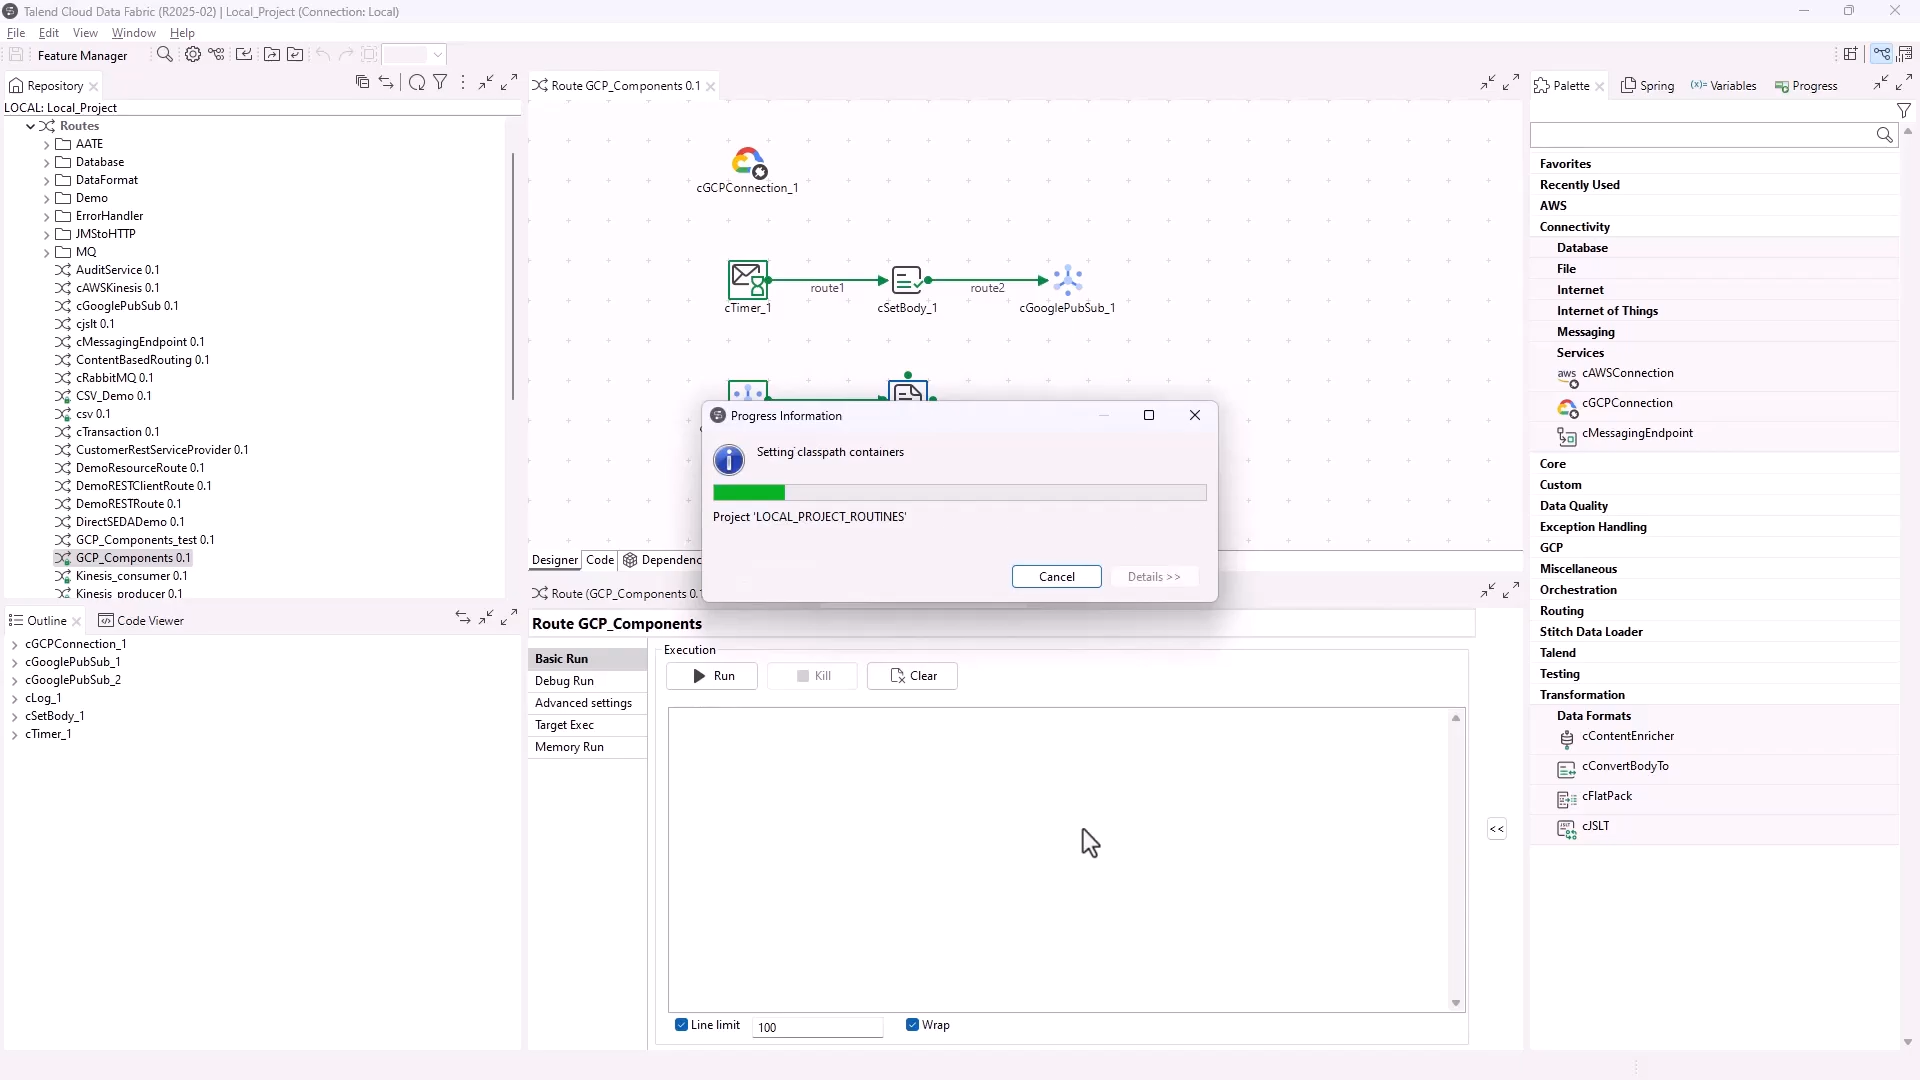 Talend Cloud Data Fabric (R2025-02) | Local_Project (Connection: Local)
File Edit View Window Help
Feature Manager
Repository
LOCAL: Local_Project
Routes
AATE
Database
DataFormat
Demo
ErrorHandler
JMStoHTTP
MQ
AuditService 0.1
cAWSKinesis 0.1
cGooglePubSub 0.1
cjslt 0.1
cMessagingEndpoint 0.1
ContentBasedRouting 0.1
cRabbitMQ 0.1
CSV_Demo 0.1
csv 0.1
cTransaction 0.1
CustomerRestServiceProvider 0.1
DemoResourceRoute 0.1
DemoRESTClientRoute 0.1
DemoRESTRoute 0.1
DirectSEDADemo 0.1
GCP_Components_test 0.1
GCP_Components 0.1
Kinesis_consumer 0.1
Kinesis_producer 0.1
Outline
Code Viewer
cGCPConnection_1
cGooglePubSub_1
cGooglePubSub_2
cLog_1
cSetBody_1
cTimer_1
Route GCP_Components 0.1
cGCPConnection_1
route1
route2
cTimer_1
cSetBody_1
cGooglePubSub_1
Progress Information
Setting classpath containers
Project 'LOCAL_PROJECT_ROUTINES'
Cancel
Details >>
Designer Code Dependenc
Route (GCP_Components 0.
Route GCP_Components
Basic Run
Debug Run
Advanced settings
Target Exec
Memory Run
Execution
Run
Kill
Clear
<<
Line limit
100
Wrap
Palette
Spring
(x)= Variables
Progress
Favorites
Recently Used
AWS
Connectivity
Database
File
Internet
Internet of Things
Messaging
Services
aws cAWSConnection
cGCPConnection
cMessagingEndpoint
Core
Custom
Data Quality
Exception Handling
GCP
Miscellaneous
Orchestration
Routing
Stitch Data Loader
Talend
Testing
Transformation
Data Formats
cContentEnricher
cConvertBodyTo
cFlatPack
cJSLT